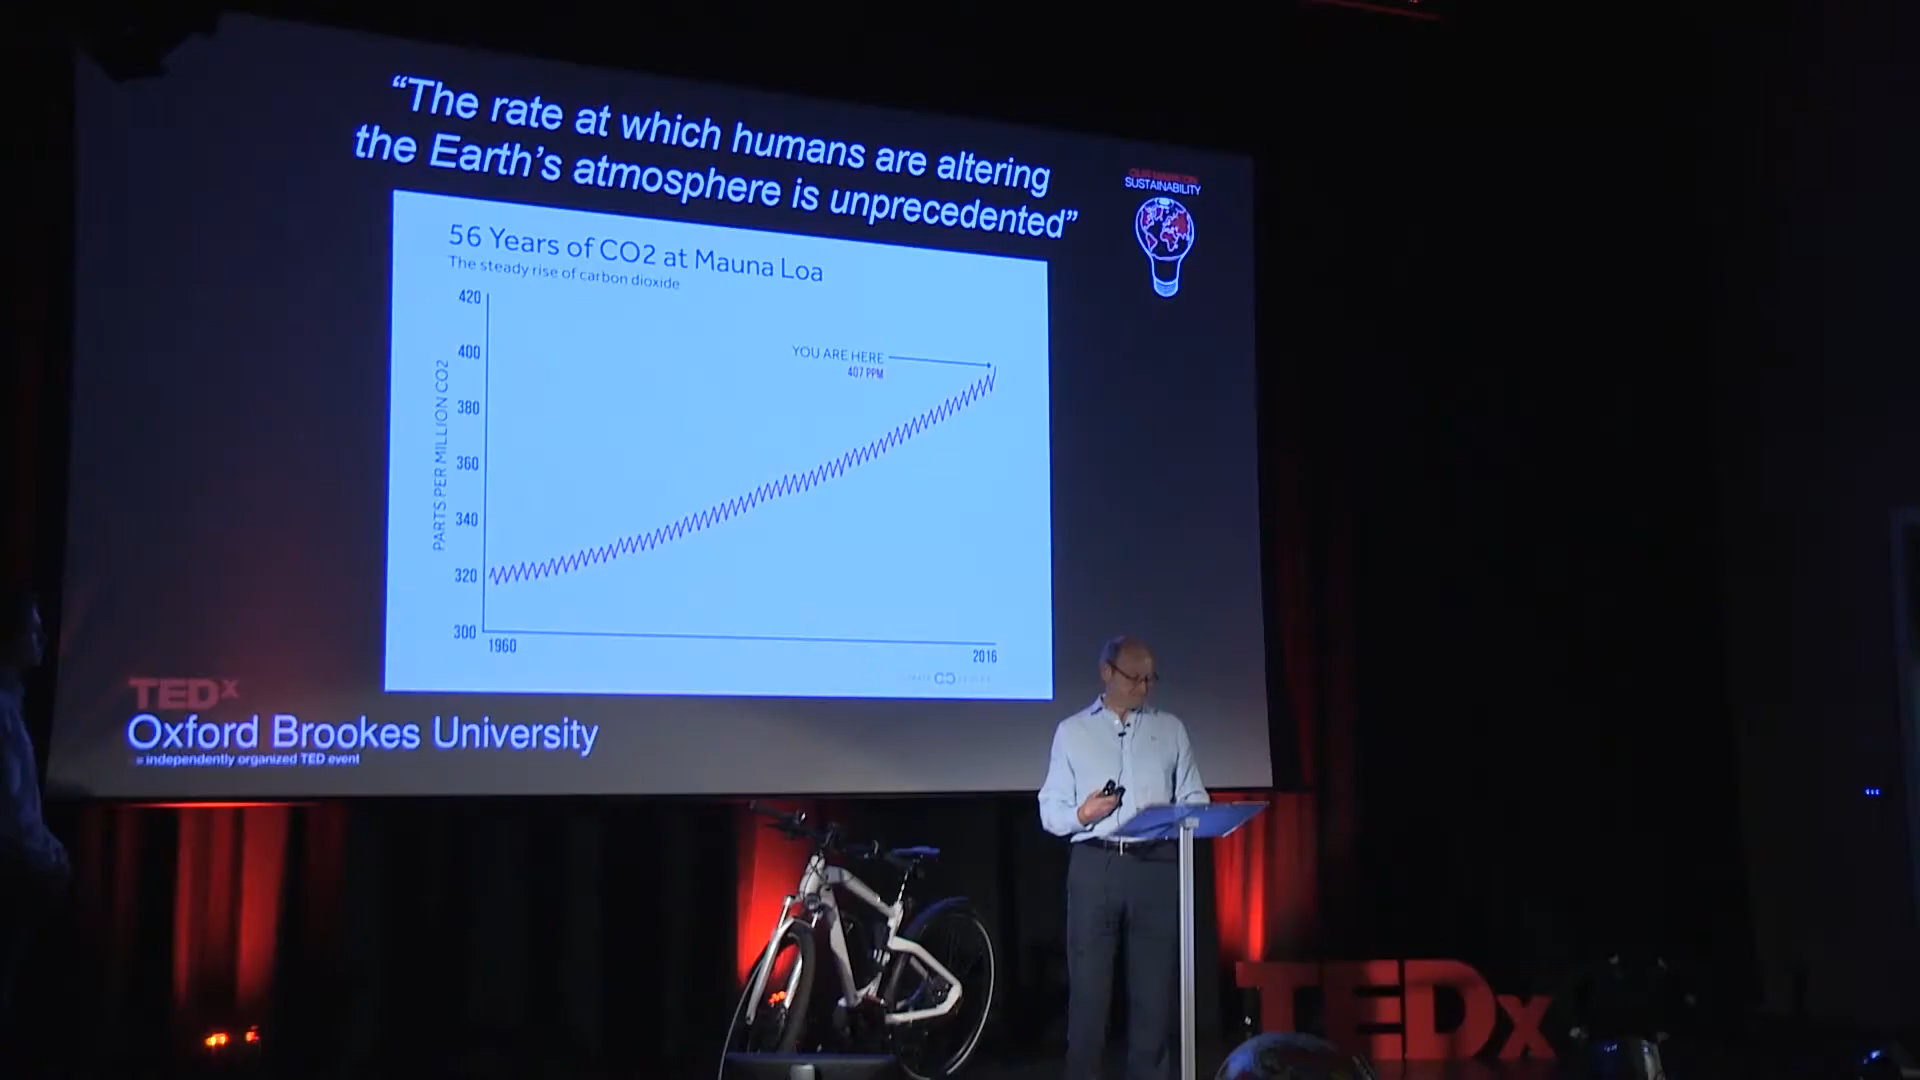 “The rate at which humans are altering
the Earth’s atmosphere is unprecedented”
SUSTAINABILITY
56 Years of CO2 at Mauna Loa
The steady rise of carbon dioxide
PARTS PER MILLION CO2
420
400
380
360
340
320
300
YOU ARE HERE
407 PPM
1960
2016
TEDx
Oxford Brookes University
= independently organized TED event
TEDx